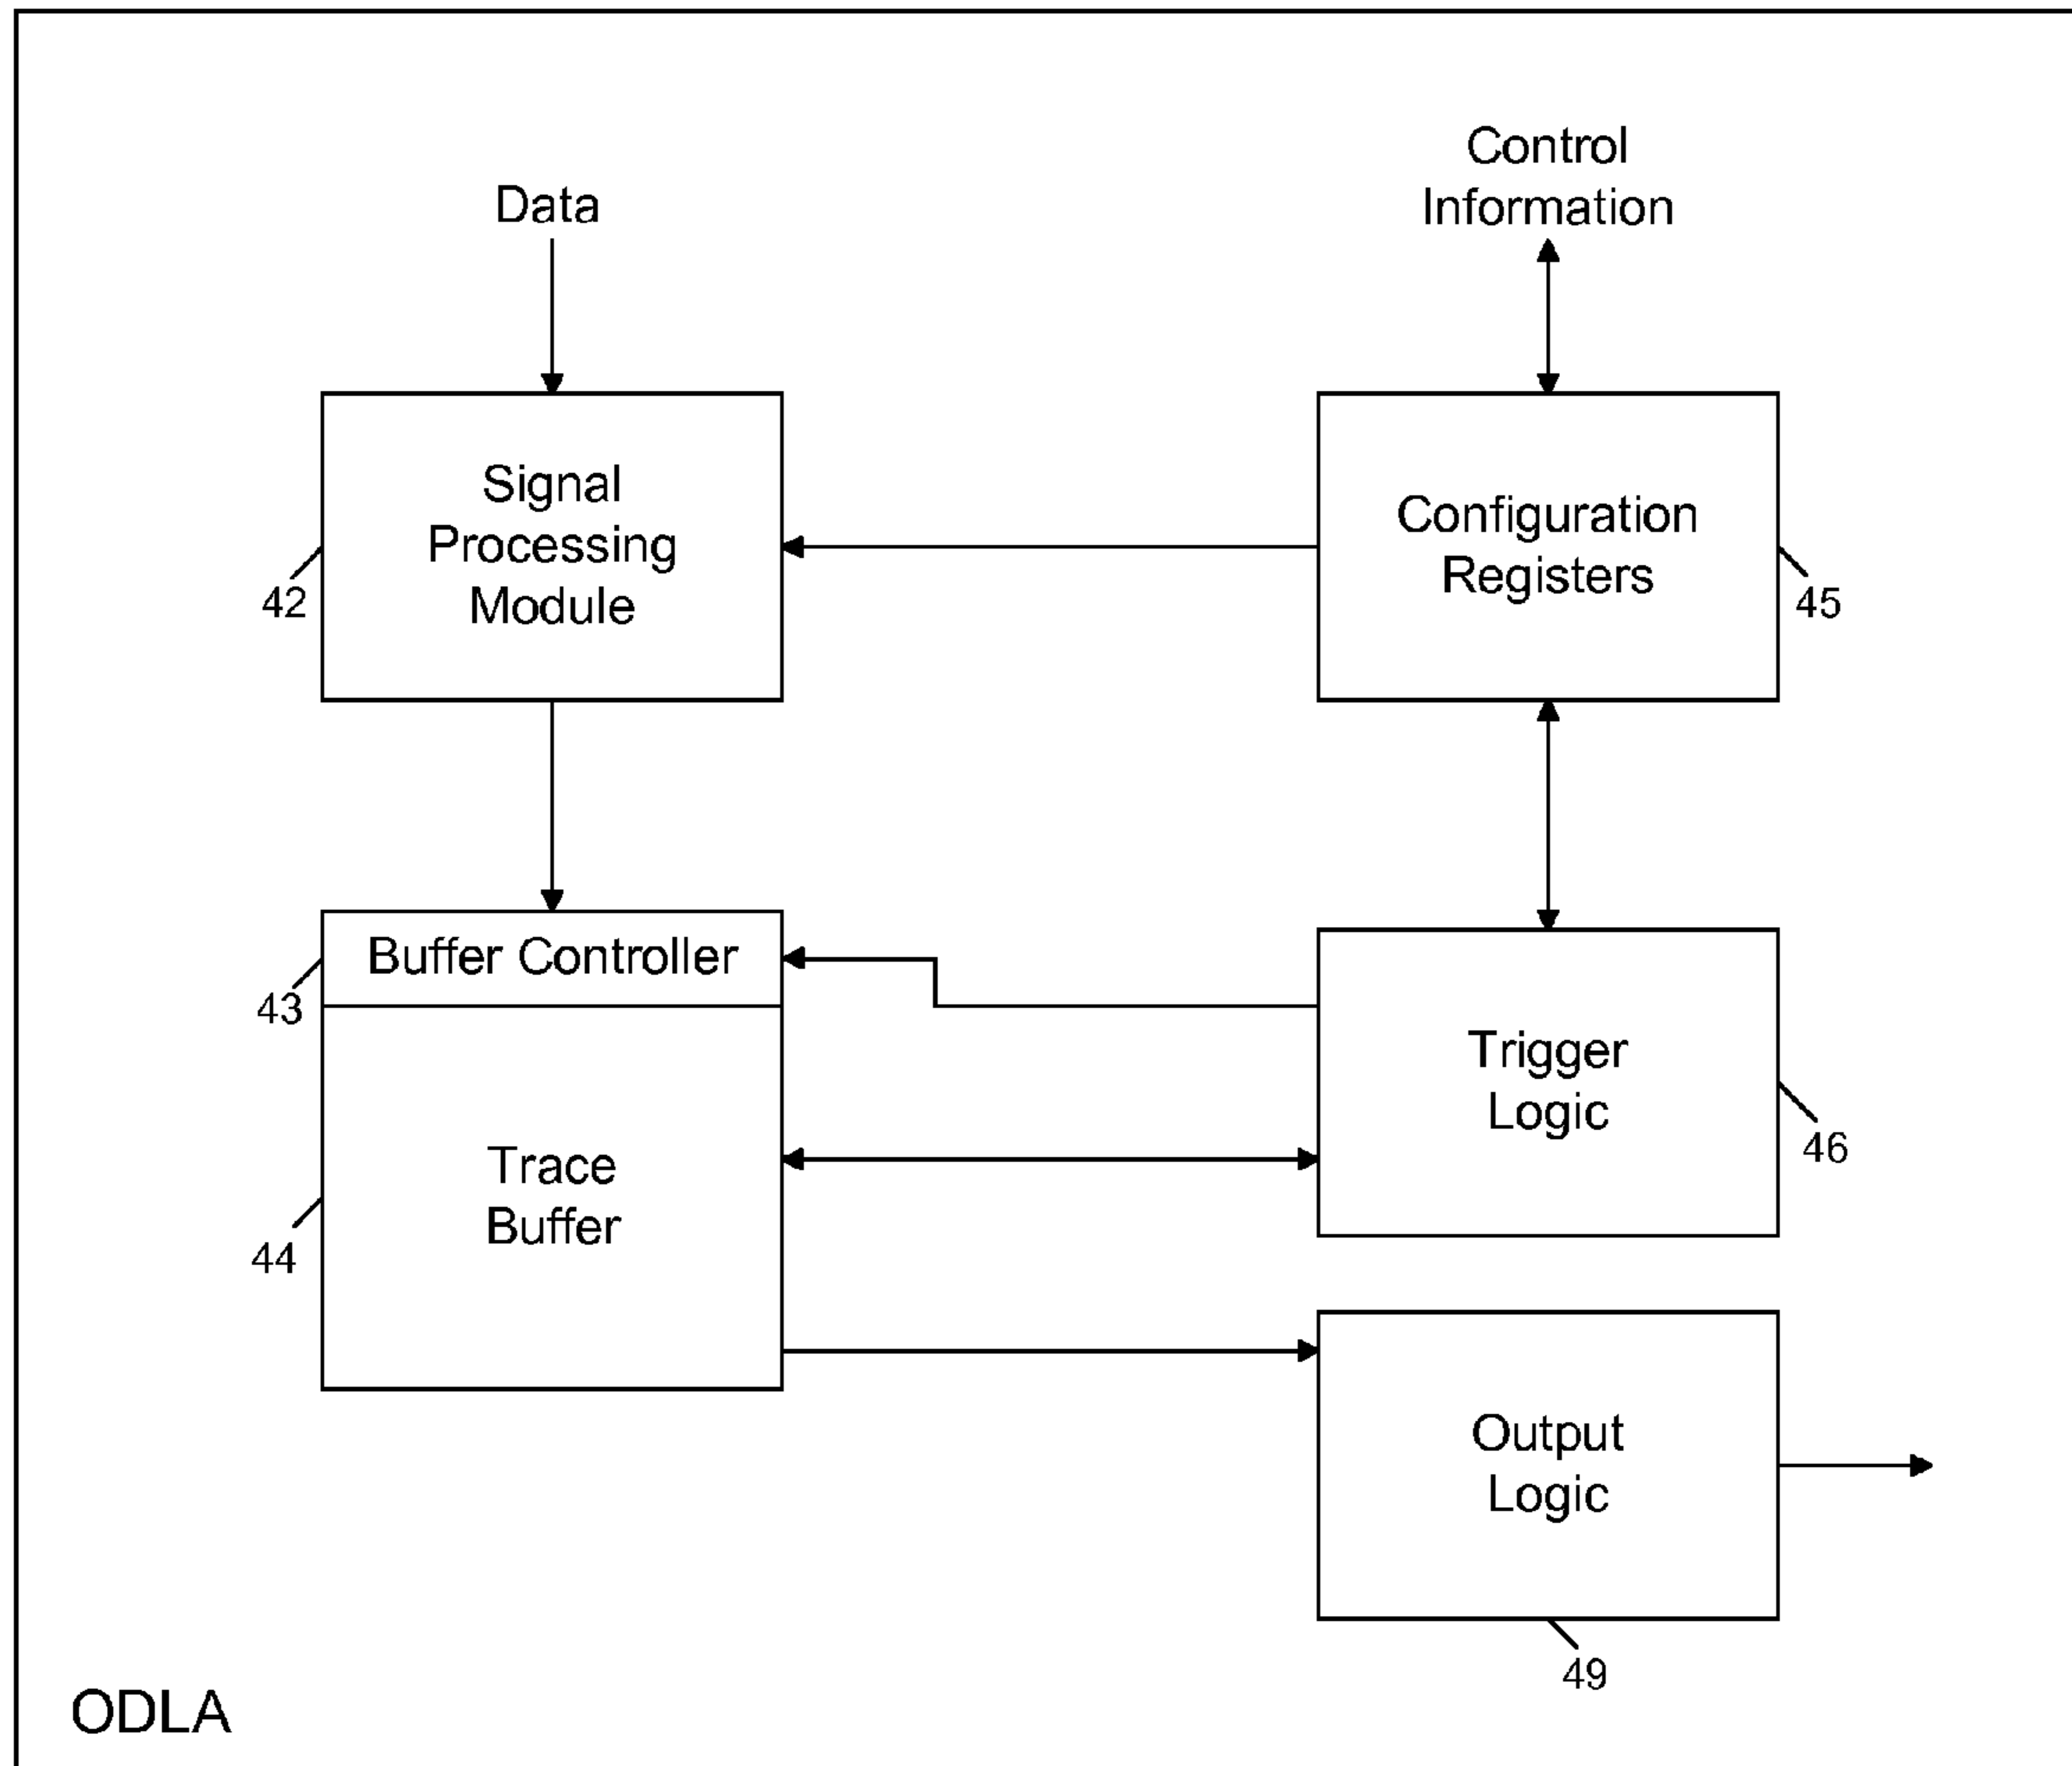 Data
Control
Information
Signal
Processing
Module
42
Configuration
Registers
45
Buffer Controller
43
Trace
Buffer
44
Trigger
Logic
46
Output
Logic
49
ODLA